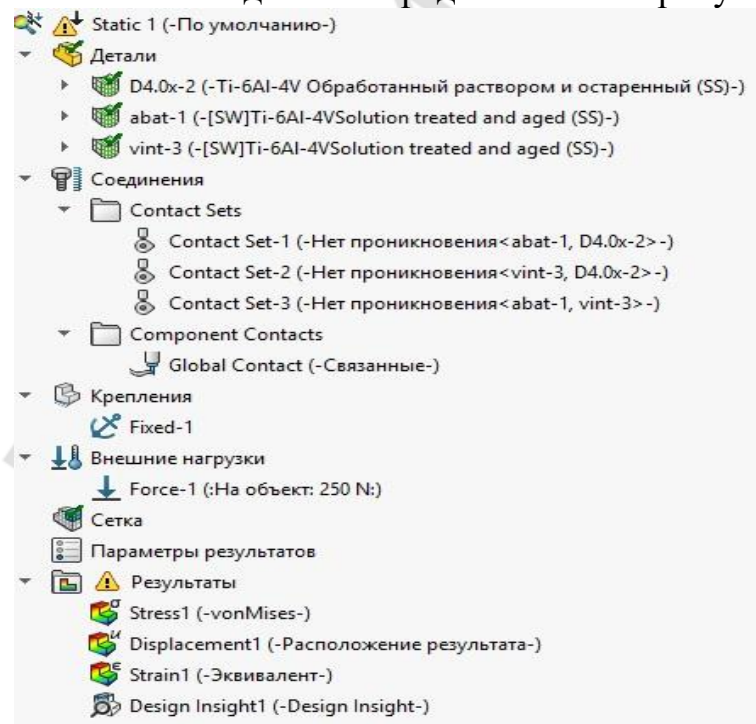 Static 1 (-По умолчанию-)
Детали
D4.0x-2 (-Ti-6Al-4V Обработанный раствором и остаренный (SS)-)
abat-1 (-[SW]Ti-6Al-4VSolution treated and aged (SS)-)
vint-3 (-[SW]Ti-6Al-4VSolution treated and aged (SS)-)
Соединения
Contact Sets
Contact Set-1 (-Нет проникновения<abat-1, D4.0x-2>-)
Contact Set-2 (-Нет проникновения<vint-3, D4.0x-2>-)
Contact Set-3 (-Нет проникновения<abat-1, vint-3>-)
Component Contacts
Global Contact (-Связанные-)
Крепления
Fixed-1
Внешние нагрузки
Force-1 (:На объект: 250 N:)
Сетка
Параметры результатов
Результаты
Stress1 (-vonMises-)
Displacement1 (-Расположение результата-)
Strain1 (-Эквивалент-)
Design Insight1 (-Design Insight-)